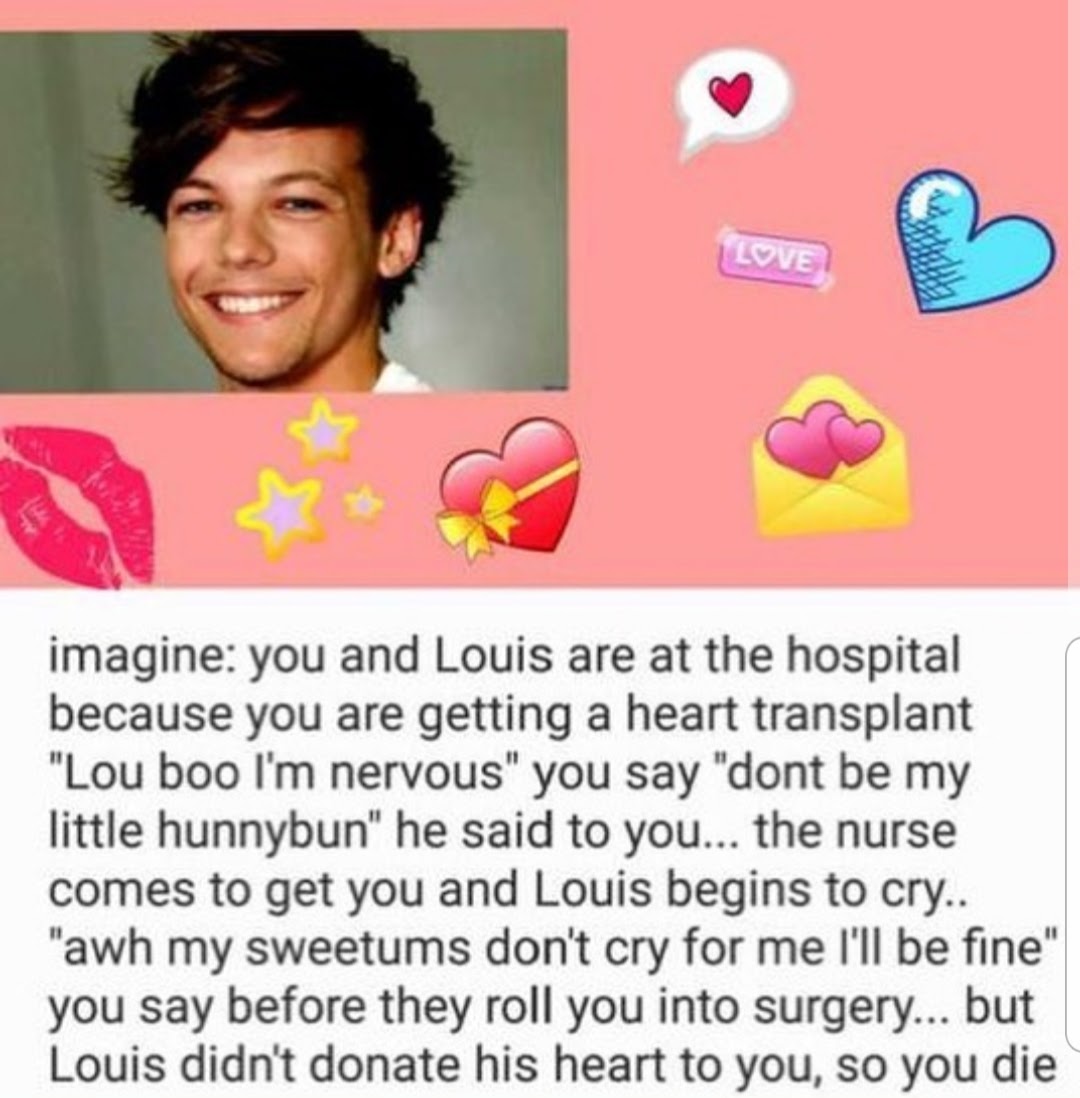 LOVE
imagine: you and Louis are at the hospital
because you are getting a heart transplant
"Lou boo I'm nervous" you say "dont be my
little hunnybun" he said to you... the nurse
comes to get you and Louis begins to cry..
"awh my sweetums don't cry for me I'll be fine"
you say before they roll you into surgery... but
Louis didn't donate his heart to you, so you die